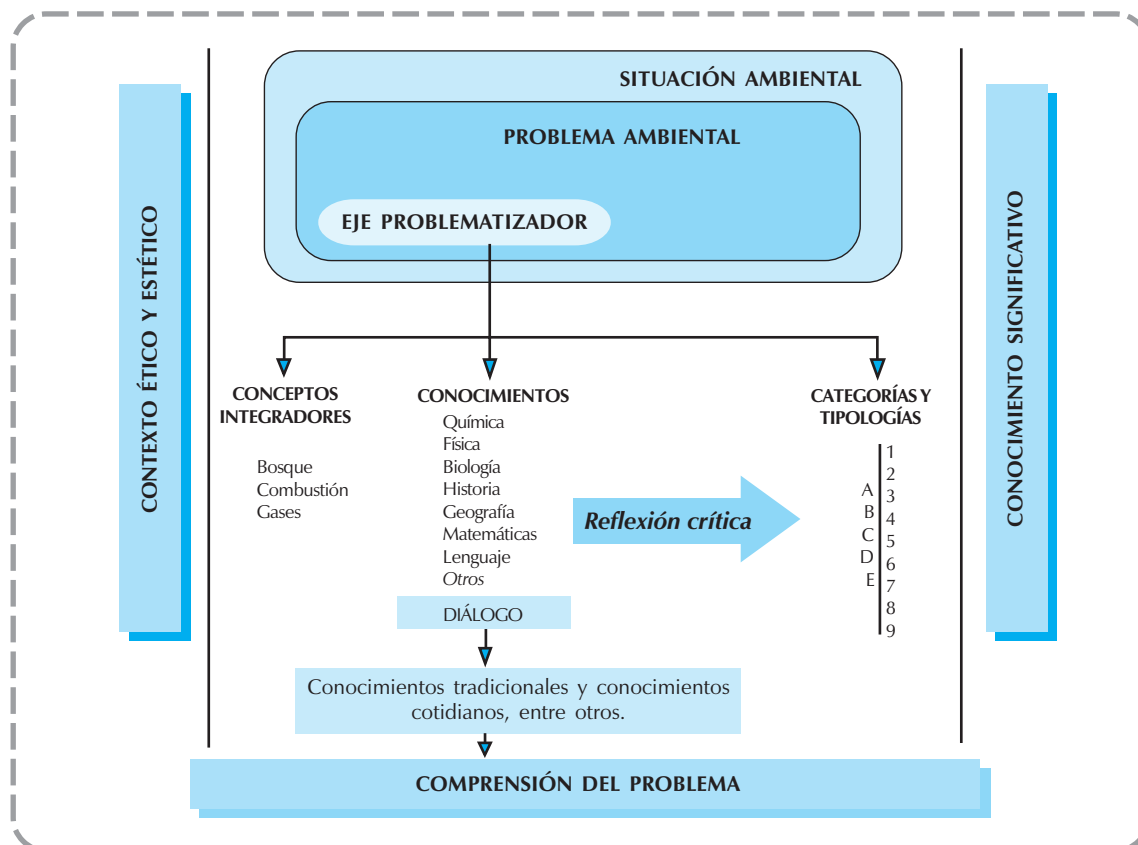 SITUACIÓN AMBIENTAL
PROBLEMA AMBIENTAL
EJE PROBLEMATIZADOR
CONTEXTO ÉTICO Y ESTÉTICO
CONOCIMIENTO SIGNIFICATIVO
CONCEPTOS
INTEGRADORES
Bosque
Combustión
Gases
CONOCIMIENTOS
Química
Física
Biología
Historia
Geografía
Matemáticas
Lenguaje
Otros
DIÁLOGO
Reflexión crítica
CATEGORÍAS Y
TIPOLOGÍAS
1
2
A 3
B 4
C 5
D 6
E 7
8
9
Conocimientos tradicionales y conocimientos
cotidianos, entre otros.
COMPRENSIÓN DEL PROBLEMA